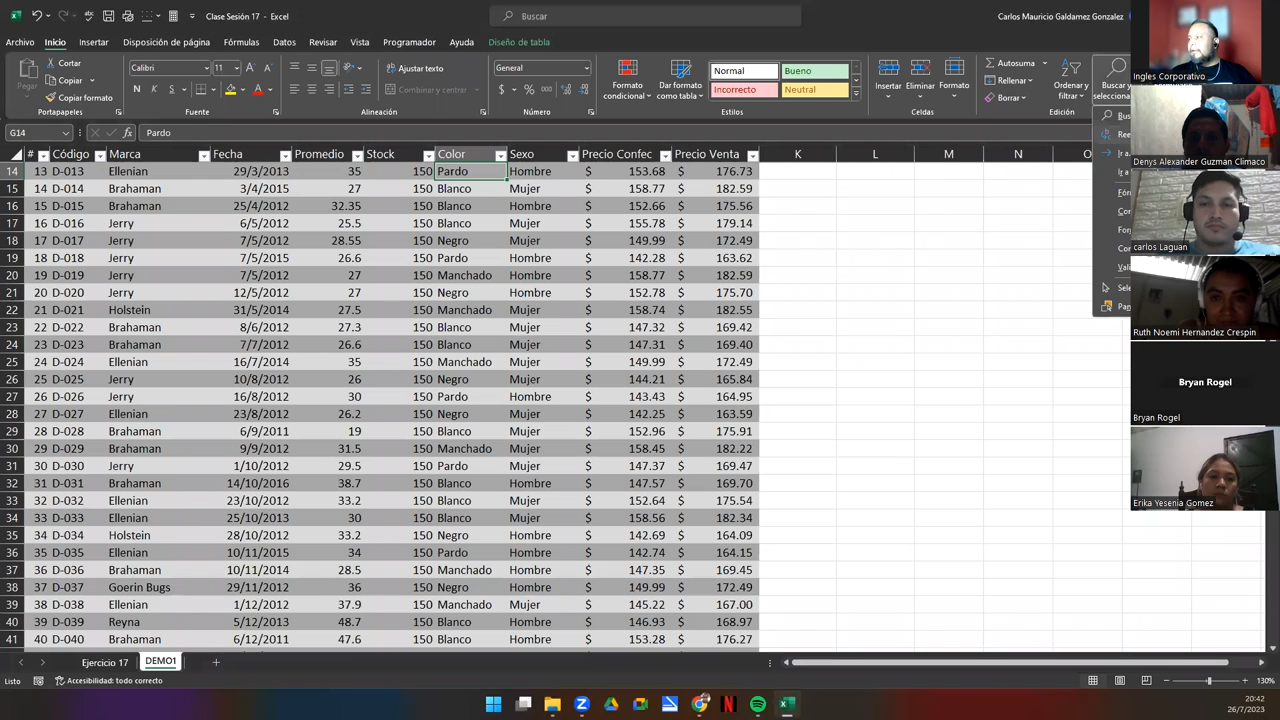 Clase Sesión 17 - Excel
Buscar
Carlos Mauricio Galdamez Gonzalez
Archivo Inicio Insertar Disposición de página Fórmulas Datos Revisar Vista Programador Ayuda Diseño de tabla
Pegar
Cortar
Copiar
Copiar formato
Portapapeles
Calibri 11
N K S
Fuente
Ajustar texto
Combinar y centrar
Alineación
General
$ % 000
Número
Formato condicional
Dar formato como tabla
Normal Bueno
Incorrecto Neutral
Estilos
Insertar Eliminar Formato
Celdas
Autosuma
Rellenar
Borrar
Ordenar y filtrar
Buscar y
Edición
G14 fx Pardo
# Código Marca Fecha Promedio Stock Color Sexo Precio Confec Precio Venta K L M N O
14 13 D-013 Ellenian 29/3/2013 35 150 Pardo Hombre $ 153.68 $ 176.73
15 14 D-014 Brahaman 3/4/2015 27 150 Blanco Mujer $ 158.77 $ 182.59
16 15 D-015 Brahaman 25/4/2012 32.35 150 Blanco Hombre $ 152.66 $ 175.56
17 16 D-016 Jerry 6/5/2012 25.5 150 Blanco Mujer $ 155.78 $ 179.14
18 17 D-017 Jerry 7/5/2012 28.55 150 Negro Mujer $ 149.99 $ 172.49
19 18 D-018 Jerry 7/5/2015 26.6 150 Pardo Hombre $ 142.28 $ 163.62
20 19 D-019 Jerry 7/5/2012 27 150 Manchado Hombre $ 158.77 $ 182.59
21 20 D-020 Jerry 12/5/2012 27 150 Negro Hombre $ 152.78 $ 175.70
22 21 D-021 Holstein 31/5/2014 27.5 150 Manchado Mujer $ 158.74 $ 182.55
23 22 D-022 Brahaman 8/6/2012 27.3 150 Blanco Mujer $ 147.32 $ 169.42
24 23 D-023 Brahaman 7/7/2012 26.6 150 Blanco Mujer $ 147.31 $ 169.40
25 24 D-024 Ellenian 16/7/2014 35 150 Manchado Mujer $ 149.99 $ 172.49
26 25 D-025 Jerry 10/8/2012 26 150 Negro Mujer $ 144.21 $ 165.84
27 26 D-026 Jerry 16/8/2012 30 150 Pardo Mujer $ 143.43 $ 164.95
28 27 D-027 Ellenian 23/8/2012 26.2 150 Negro Mujer $ 142.25 $ 163.59
29 28 D-028 Brahaman 6/9/2011 19 150 Blanco Mujer $ 152.96 $ 175.91
30 29 D-029 Brahaman 9/9/2012 31.5 150 Manchado Mujer $ 158.45 $ 182.22
31 30 D-030 Jerry 1/10/2012 29.5 150 Pardo Mujer $ 147.37 $ 169.47
32 31 D-031 Brahaman 14/10/2016 38.7 150 Blanco Hombre $ 147.57 $ 169.70
33 32 D-032 Ellenian 23/10/2012 33.2 150 Blanco Mujer $ 152.64 $ 175.54
34 33 D-033 Ellenian 25/10/2013 30 150 Blanco Mujer $ 158.56 $ 182.34
35 34 D-034 Holstein 28/10/2012 33.2 150 Negro Mujer $ 142.69 $ 164.09
36 35 D-035 Ellenian 10/11/2015 34 150 Pardo Mujer $ 142.74 $ 164.15
37 36 D-036 Brahaman 10/11/2014 28.5 150 Manchado Mujer $ 147.35 $ 169.45
38 37 D-037 Goerin Bugs 29/11/2012 36 150 Negro Hombre $ 149.99 $ 172.49
39 38 D-038 Ellenian 1/12/2012 37.9 150 Manchado Mujer $ 145.22 $ 167.00
40 39 D-039 Reyna 5/12/2013 48.7 150 Blanco Hombre $ 146.93 $ 168.97
41 40 D-040 Brahaman 6/12/2011 47.6 150 Blanco Hombre $ 153.28 $ 176.27
Ingles Corporativo
Denys Alexander Guzman Climaco
carlos Laguan
Ruth Noemi Hernandez Crespin
Bryan Rogel
Bryan Rogel
Erika Yesenia Gomez
Ejercicio 17 DEMO1
Listo Accesibilidad: todo correcto 130%
20:42
26/7/2023